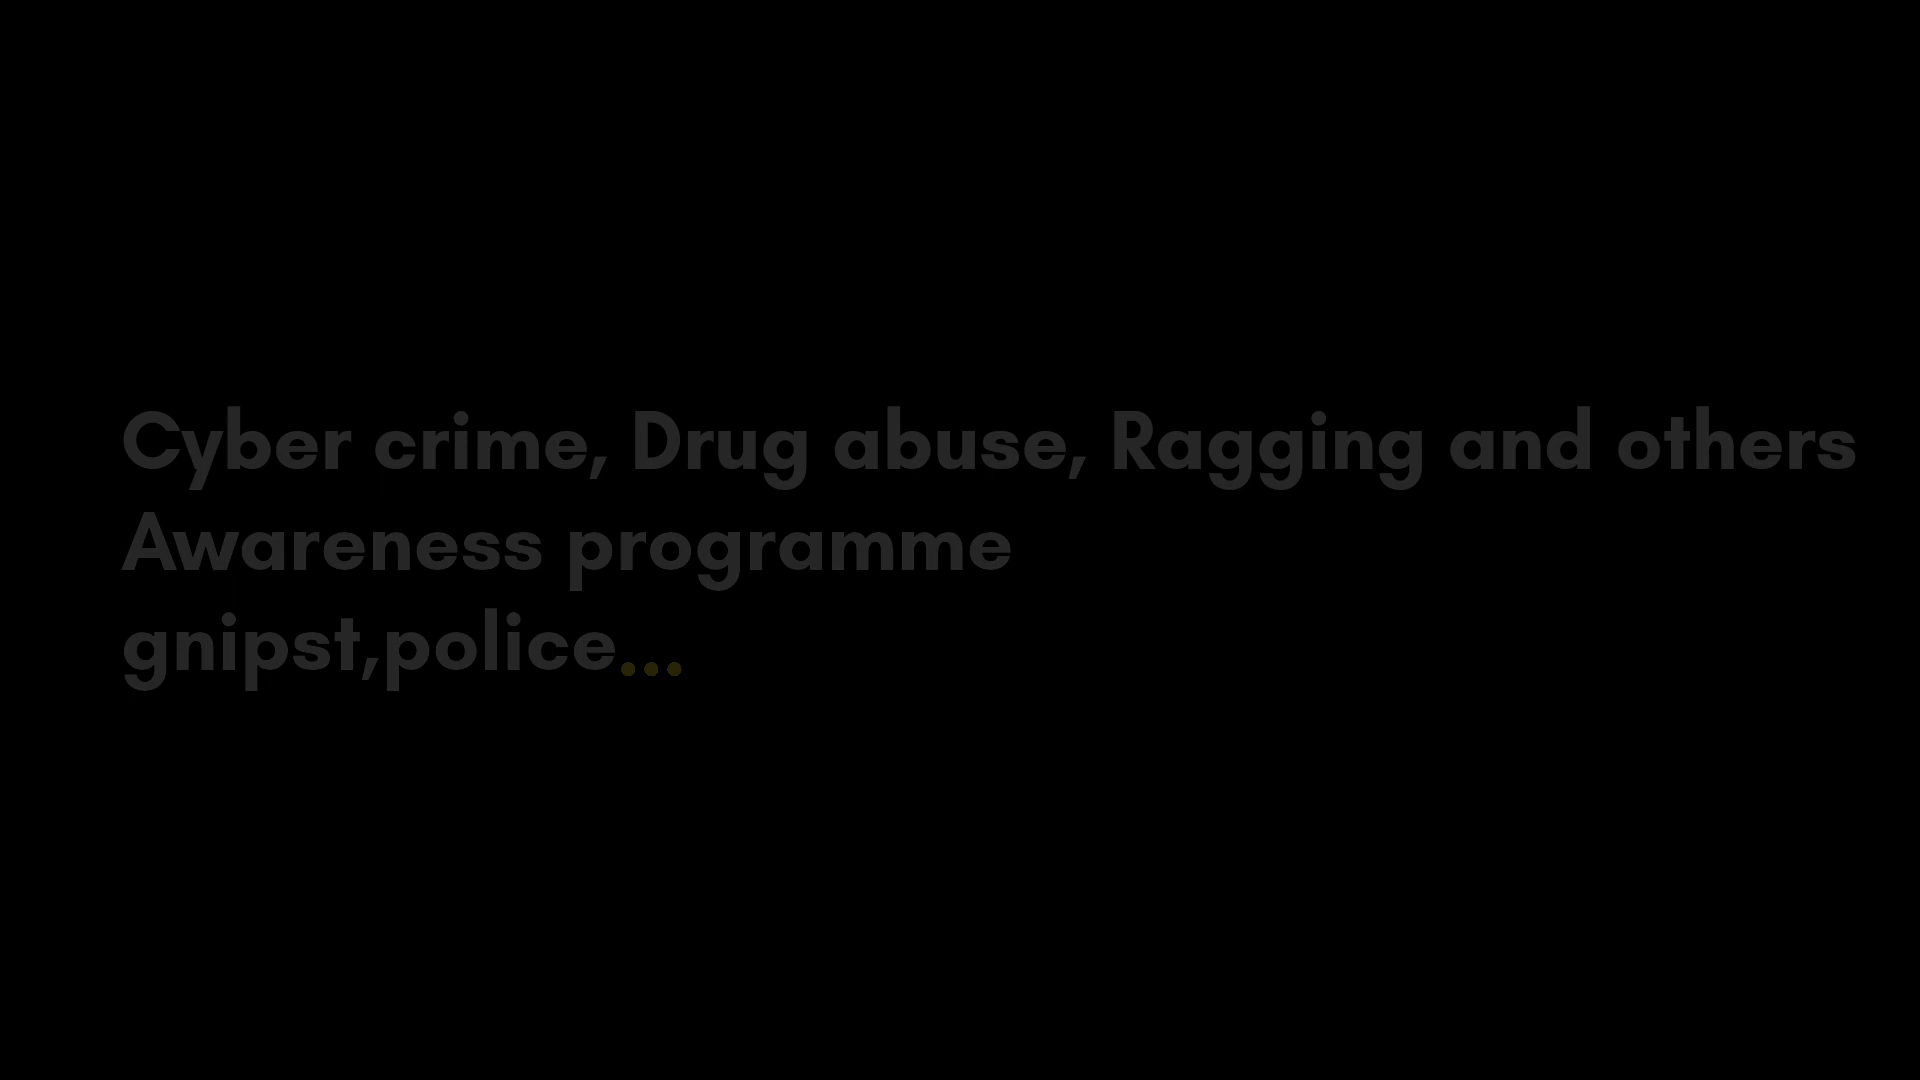 Cyber crime, Drug abuse, Ragging and others
Awareness programme
gnipst,police...